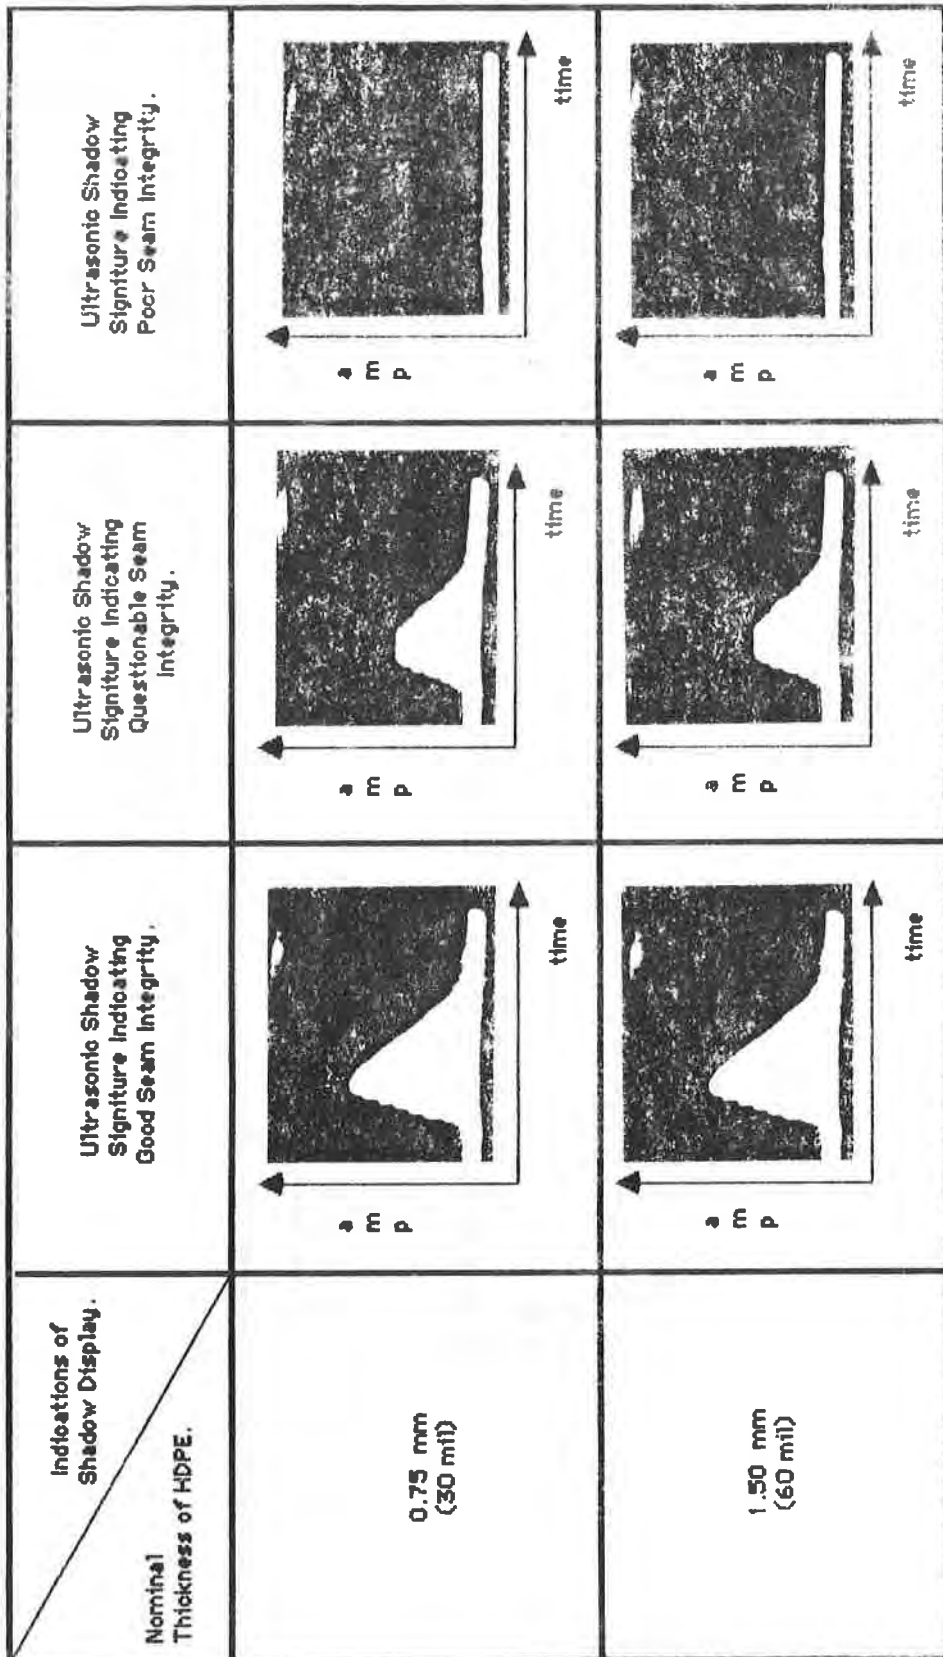 Indications of
Shadow Display.
Nominal
Thickness of HDPE.
Ultrasonic Shadow
Signiture Indicating
Good Seam Integrity.
Ultrasonic Shadow
Signiture Indicating
Questionable Seam
Integrity.
Ultrasonic Shadow
Signiture Indicating
Poor Seam Integrity.
0.75 mm
(30 mil)
a
m
p
time
a
m
p
time
a
m
p
time
1.50 mm
(60 mil)
a
m
p
time
a
m
p
time
a
m
p
time